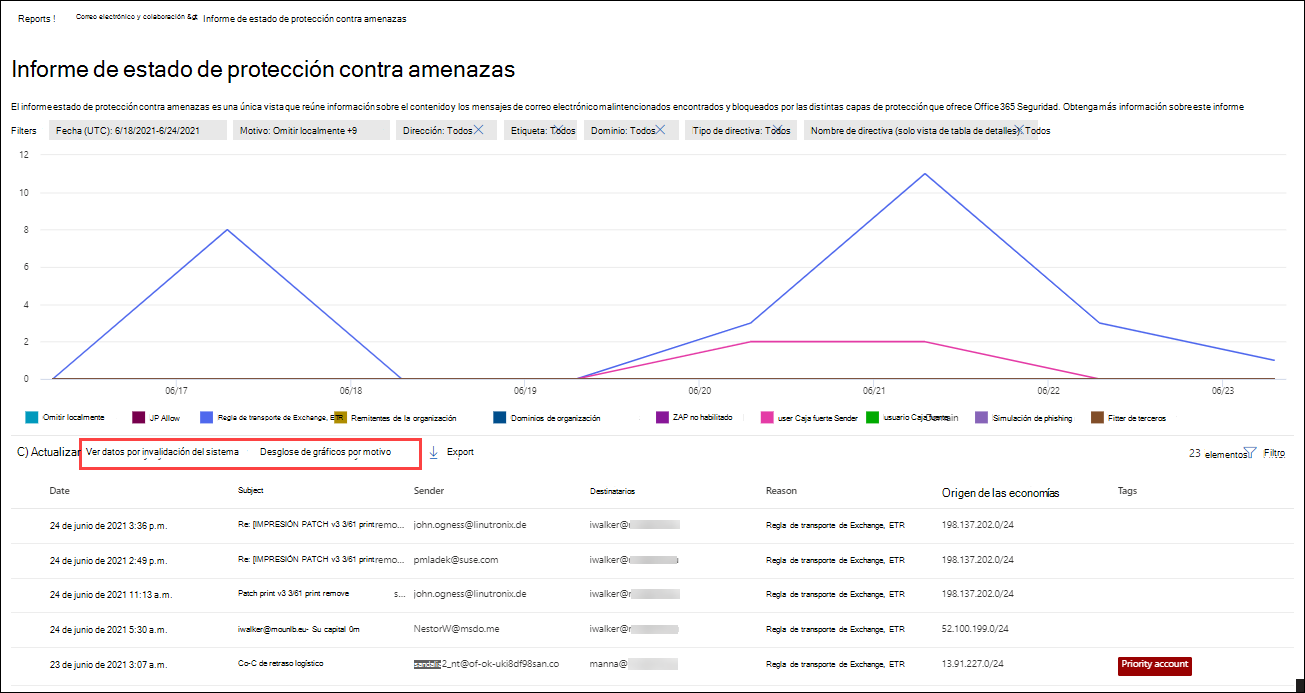 Reports ! Correo electrónico y colaboración &gt Informe de estado de protección contra amenazas
Informe de estado de protección contra amenazas
El informe estado de protección contra amenazas es una única vista que reúne información sobre el contenido y los mensajes de correo electrónico malintencionados encontrados y bloqueados por las distintas capas de protección que ofrece Office 365 Seguridad. Obtenga más información sobre este informe
Filters Fecha (UTC): 6/18/2021-6/24/2021 Motivo: Omitir localmente +9 Dirección: Todos Etiqueta: Todos Dominio: Todos Tipo de directiva: Todos Nombre de directiva (solo vista de tabla de detalles): Todos
12
10
8
6
4
2
0
06/17 06/18 06/19 06/20 06/21 06/22 06/23
Omitir localmente JP Allow Regla de transporte de Exchange, ETR Remitentes de la organización Dominios de organización ZAP no habilitado user Caja fuerte Sender usuario Caja fuerte Domain Simulación de phishing Fitter de terceros
C) Actualizar Ver datos por invalidación del sistema Desglose de gráficos por motivo Export 23 elementos Filtro
Date Subject Sender Destinatarios Reason Origen de las economías Tags
24 de junio de 2021 3:36 p.m. Re: [IMPRESIÓN PATCH v3 3/61 print remo... john.ogness@linutronix.de iwalker@ Regla de transporte de Exchange, ETR 198.137.202.0/24
24 de junio de 2021 2:49 p.m. Re: [IMPRESIÓN PATCH v3 3/61 print remo... pmladek@suse.com iwalker@ Regla de transporte de Exchange, ETR 198.137.202.0/24
24 de junio de 2021 11:13 a.m. Patch print v3 3/61 print remove s... john.ogness@linutronix.de iwalker@ Regla de transporte de Exchange, ETR 198.137.202.0/24
24 de junio de 2021 5:30 a.m. iwalker@mounlb.eu- Su capital 0m NestorW@msdo.me iwalker@ Regla de transporte de Exchange, ETR 52.100.199.0/24
23 de junio de 2021 3:07 a.m. Co-C de retraso logístico sandalis2_nt@of-ok-uki8df98san.co manna@ Regla de transporte de Exchange, ETR 13.91.227.0/24 Priority account